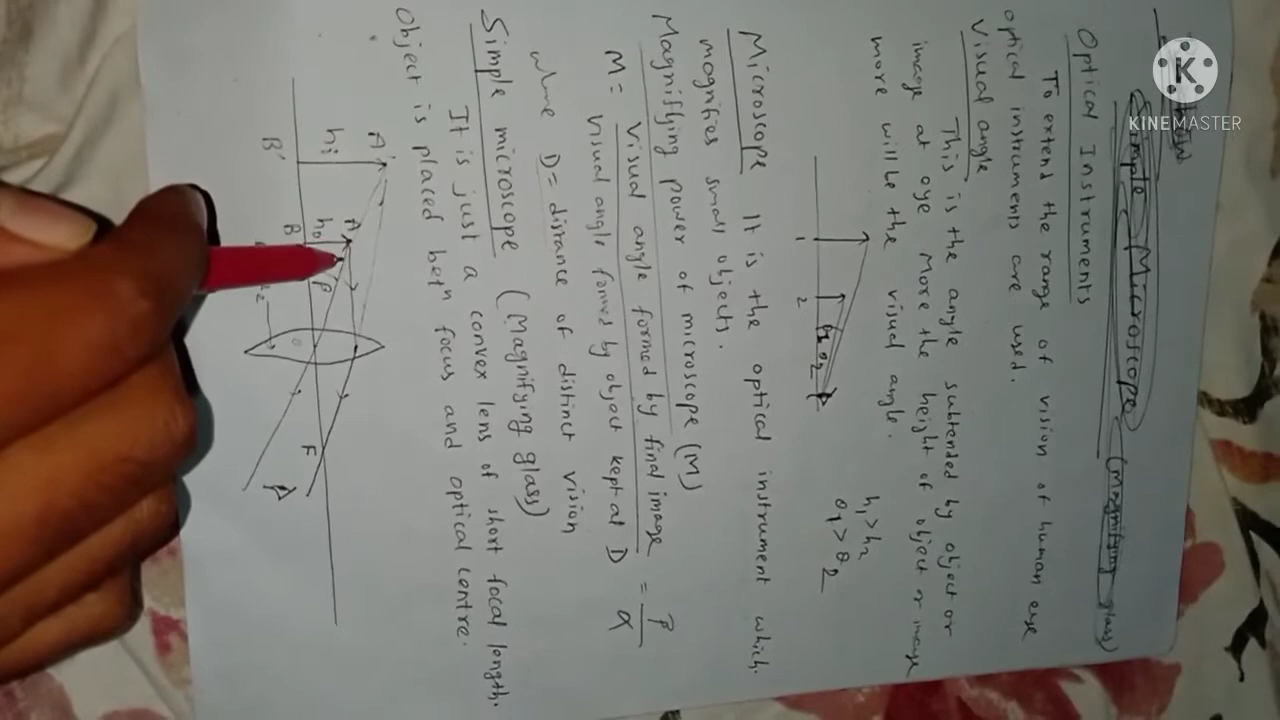 KINEMASTER
Simple Microscope (Magnifying glass)
Optical Instruments
To extend the range of vision of human eye
optical instruments are used.
Visual angle
This is the angle subtended by object or
image at eye More the height of object or image
more will be the visual angle.
h1 > h2
θ1 > θ2
1 2
Microscope It is the optical instrument which
magnifies small objects.
Magnifying power of microscope (M)
M = visual angle formed by final image
visual angle formed by object kept at D
= β
α
where D = distance of distinct vision
Simple microscope (Magnifying glass)
It is just a convex lens of short focal length.
Object is placed betn focus and optical centre.
A' A
hi ho β
B' B F